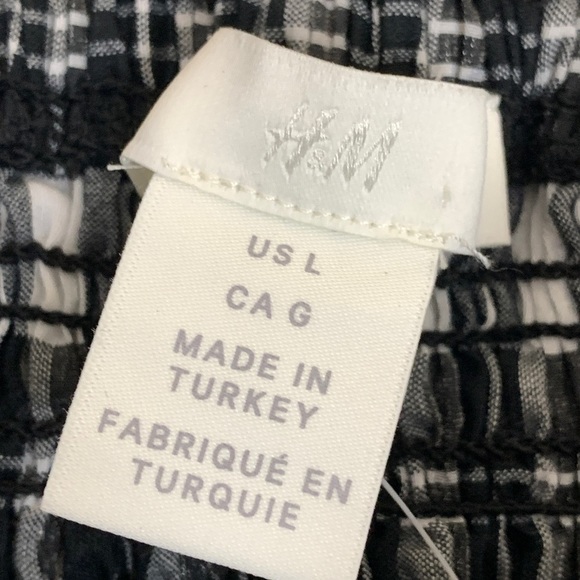 H&M
US L
CA G
MADE IN
TURKEY
FABRIQUÉ EN
TURQUIE